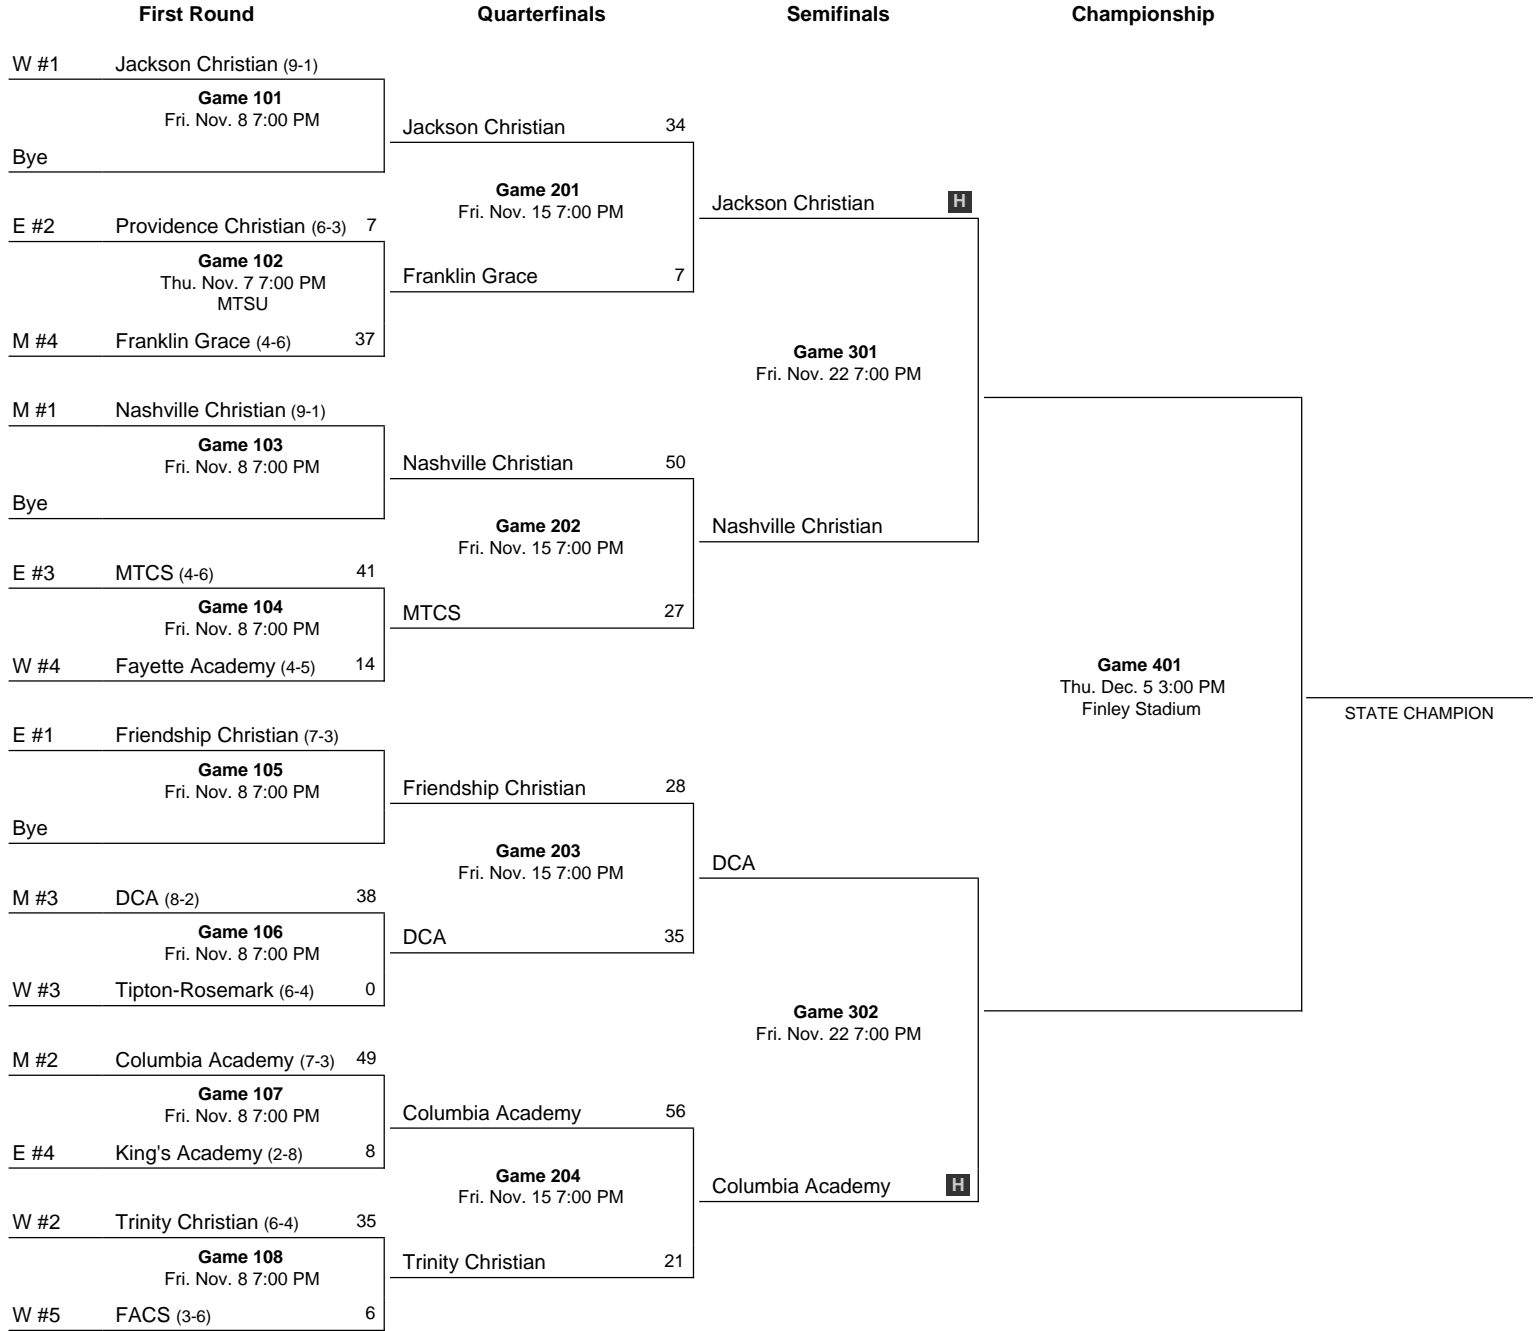 First Round Quarterfinals Semifinals Championship
W #1 Jackson Christian (9-1)
Game 101
Fri. Nov. 8 7:00 PM
Bye
E #2 Providence Christian (6-3) 7
Game 102
Thu. Nov. 7 7:00 PM
MTSU
M #4 Franklin Grace (4-6) 37
M #1 Nashville Christian (9-1)
Game 103
Fri. Nov. 8 7:00 PM
Bye
E #3 MTCS (4-6) 41
Game 104
Fri. Nov. 8 7:00 PM
W #4 Fayette Academy (4-5) 14
E #1 Friendship Christian (7-3)
Game 105
Fri. Nov. 8 7:00 PM
Bye
M #3 DCA (8-2) 38
Game 106
Fri. Nov. 8 7:00 PM
W #3 Tipton-Rosemark (6-4) 0
M #2 Columbia Academy (7-3) 49
Game 107
Fri. Nov. 8 7:00 PM
E #4 King's Academy (2-8) 8
W #2 Trinity Christian (6-4) 35
Game 108
Fri. Nov. 8 7:00 PM
W #5 FACS (3-6) 6
Jackson Christian 34
Game 201
Fri. Nov. 15 7:00 PM
Franklin Grace 7
Nashville Christian 50
Game 202
Fri. Nov. 15 7:00 PM
MTCS 27
Friendship Christian 28
Game 203
Fri. Nov. 15 7:00 PM
DCA 35
Columbia Academy 56
Game 204
Fri. Nov. 15 7:00 PM
Trinity Christian 21
Jackson Christian H
Game 301
Fri. Nov. 22 7:00 PM
Nashville Christian
DCA
Game 302
Fri. Nov. 22 7:00 PM
Columbia Academy H
Game 401
Thu. Dec. 5 3:00 PM
Finley Stadium
STATE CHAMPION